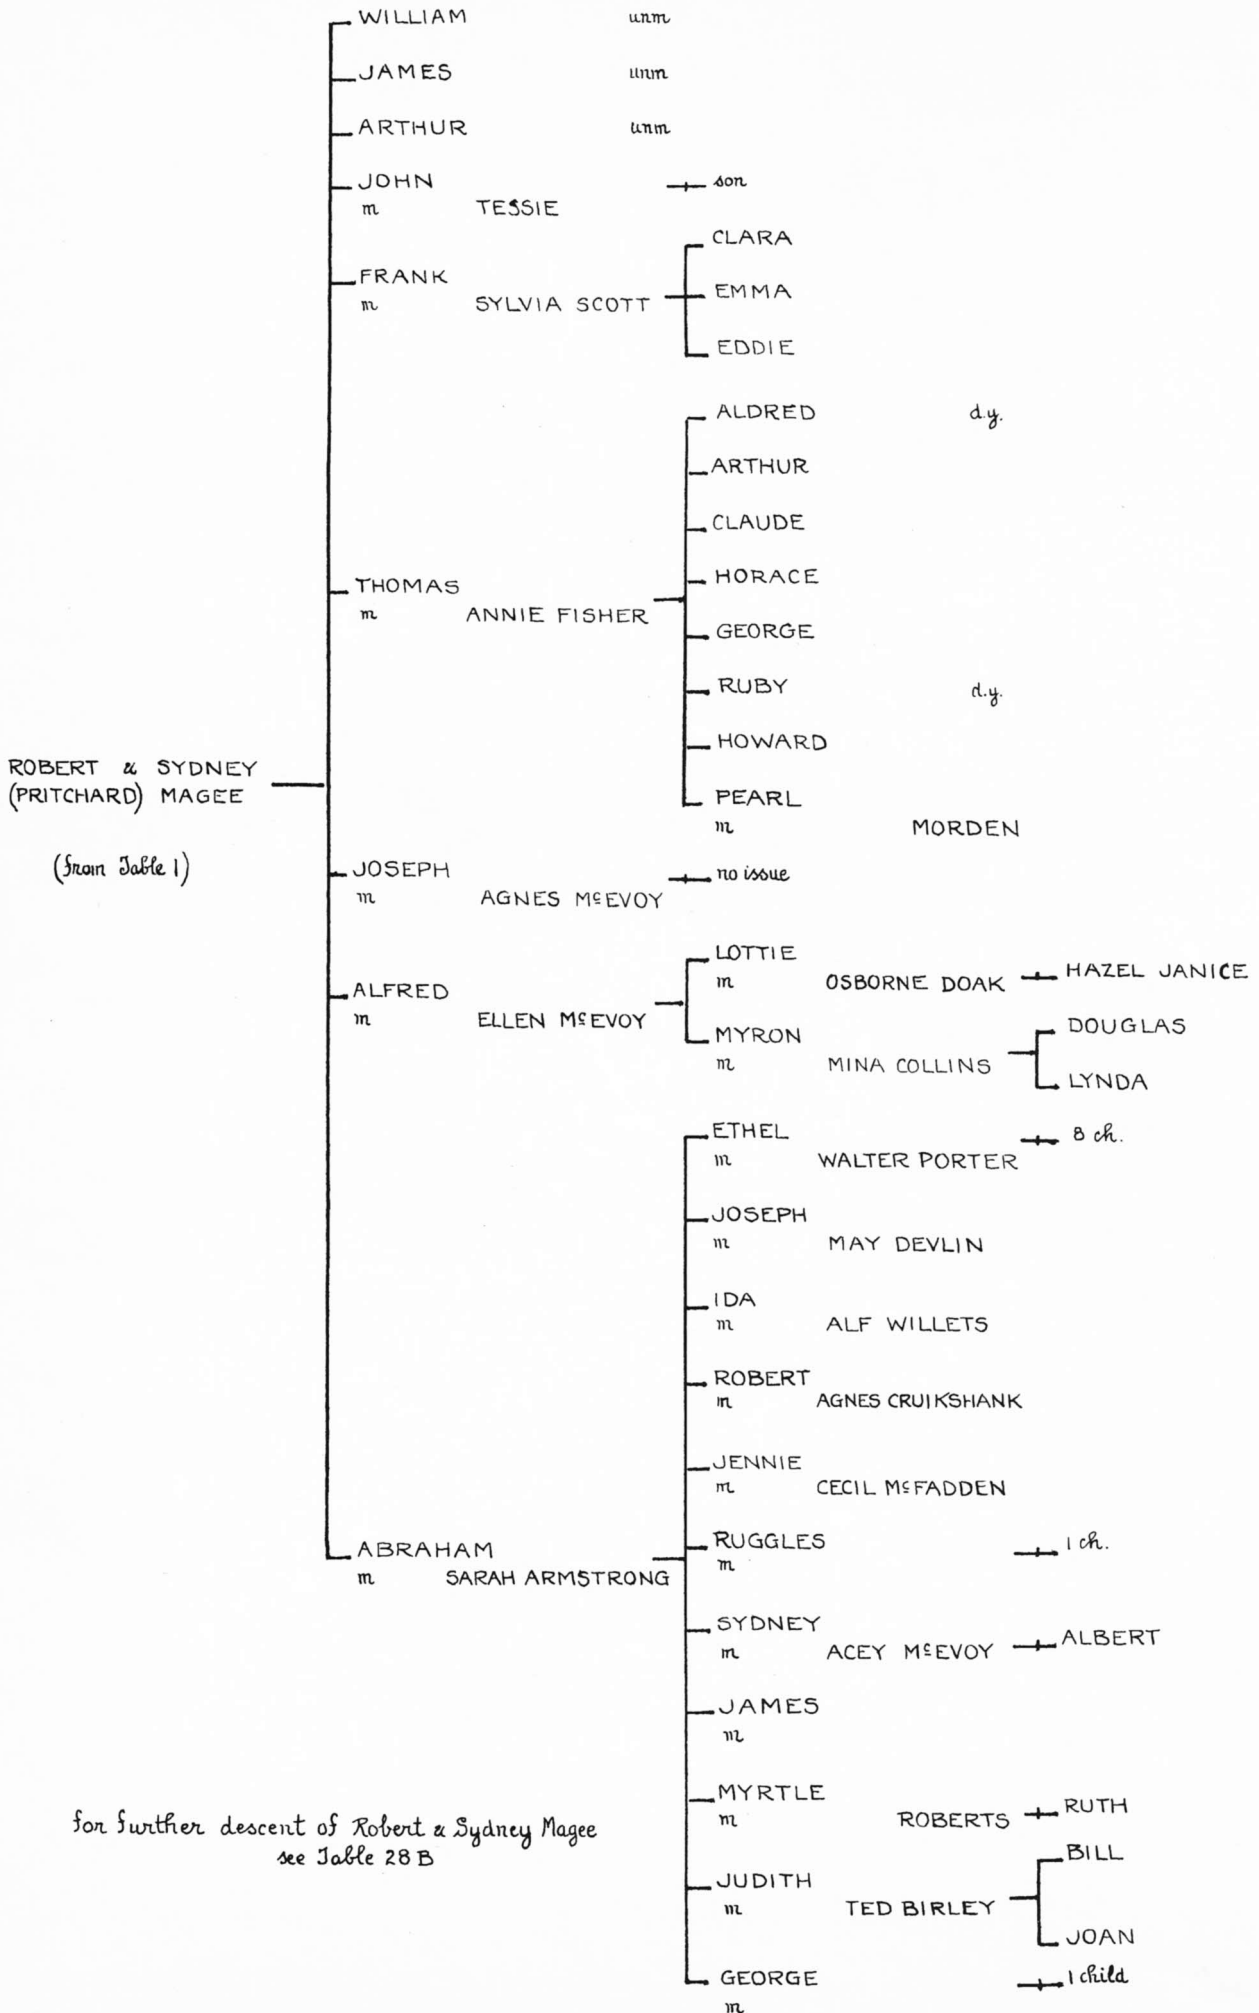 WILLIAM unm
JAMES unm
ARTHUR unm
JOHN son
m TESSIE
CLARA
FRANK
m SYLVIA SCOTT EMMA
EDDIE
ALDRED d.y.
ARTHUR
CLAUDE
HORACE
THOMAS
m ANNIE FISHER
GEORGE
RUBY d.y.
HOWARD
ROBERT & SYDNEY
(PRITCHARD) MAGEE
(from Table 1)
PEARL
m MORDEN
JOSEPH no issue
m AGNES McEVOY
LOTTIE
m OSBORNE DOAK HAZEL JANICE
ALFRED
m ELLEN McEVOY
MYRON DOUGLAS
m MINA COLLINS
LYNDA
ETHEL 8 ch.
m WALTER PORTER
JOSEPH
m MAY DEVLIN
IDA
m ALF WILLETS
ROBERT
m AGNES CRUIKSHANK
JENNIE
m CECIL McFADDEN
RUGGLES 1 ch.
m
ABRAHAM
m SARAH ARMSTRONG
SYDNEY
m ACEY McEVOY ALBERT
JAMES
m
MYRTLE
m ROBERTS RUTH
for further descent of Robert & Sydney Magee
see Table 28 B
BILL
JUDITH
m TED BIRLEY
JOAN
GEORGE 1 child
m